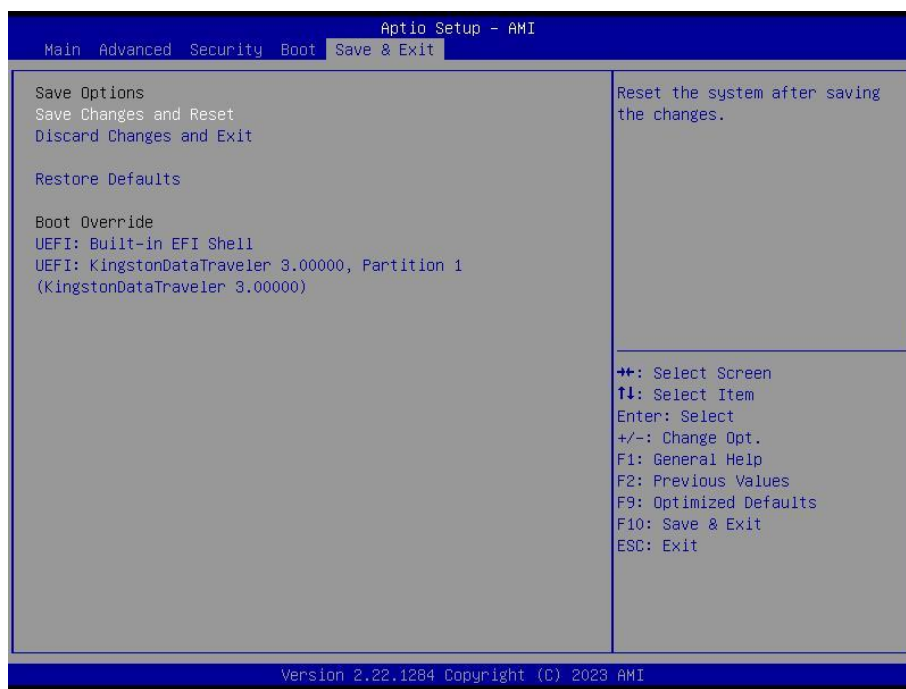 Aptio Setup - AMI
Main Advanced Security Boot Save & Exit
Save Options
Save Changes and Reset
Discard Changes and Exit
Restore Defaults
Boot Override
UEFI: Built-in EFI Shell
UEFI: KingstonDataTraveler 3.00000, Partition 1
(KingstonDataTraveler 3.00000)
Reset the system after saving
the changes.
→←: Select Screen
↑↓: Select Item
Enter: Select
+/-: Change Opt.
F1: General Help
F2: Previous Values
F9: Optimized Defaults
F10: Save & Exit
ESC: Exit
Version 2.22.1284 Copyright (C) 2023 AMI